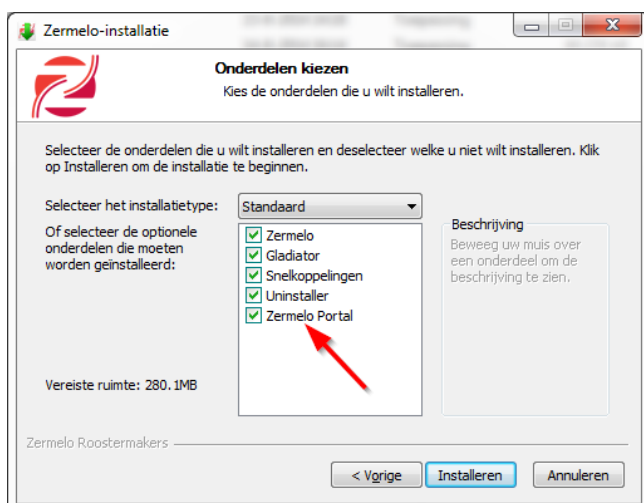 Zermelo-installatie
Onderdelen kiezen
Kies de onderdelen die u wilt installeren.
Selecteer de onderdelen die u wilt installeren en deselecteer welke u niet wilt installeren. Klik
op Installeren om de installatie te beginnen.
Selecteer het installatietype:
Standaard
Of selecteer de optionele
onderdelen die moeten
worden geïnstalleerd:
Zermelo
Gladiator
Snelkoppelingen
Uninstaller
Zermelo Portal
Beschrijving
Beweeg uw muis over
een onderdeel om de
beschrijving te zien.
Vereiste ruimte: 280.1MB
Zermelo Roostermakers
< Vorige
Installeren
Annuleren